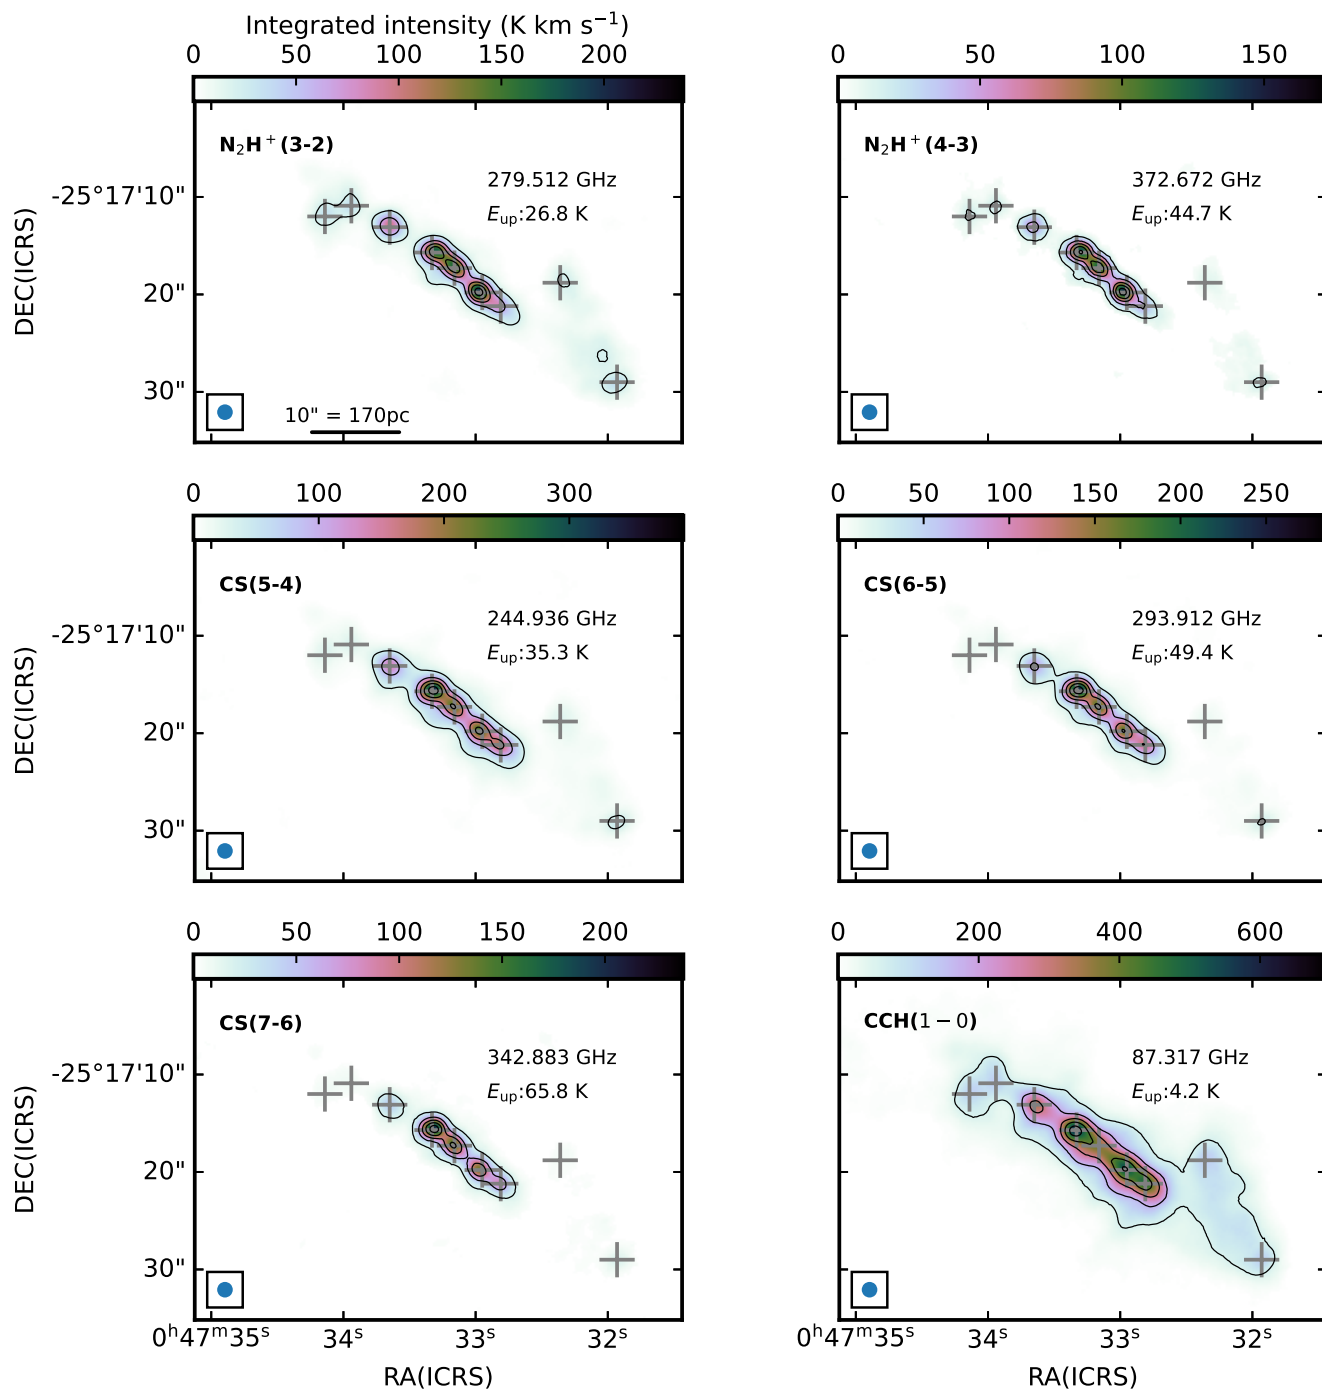 Integrated intensity (K km s⁻¹)
0 50 100 150 200
0 50 100 150
N₂H⁺(3-2)
279.512 GHz
E_up:26.8 K
N₂H⁺(4-3)
372.672 GHz
E_up:44.7 K
-25°17'10"
20"
30"
DEC(ICRS)
10" = 170pc
0 100 200 300
0 50 100 150 200 250
CS(5-4)
244.936 GHz
E_up:35.3 K
CS(6-5)
293.912 GHz
E_up:49.4 K
-25°17'10"
20"
30"
DEC(ICRS)
0 50 100 150 200
0 200 400 600
CS(7-6)
342.883 GHz
E_up:65.8 K
CCH(1−0)
87.317 GHz
E_up:4.2 K
-25°17'10"
20"
30"
DEC(ICRS)
0ʰ47ᵐ35ˢ 34ˢ 33ˢ 32ˢ
0ʰ47ᵐ35ˢ 34ˢ 33ˢ 32ˢ
RA(ICRS)
RA(ICRS)